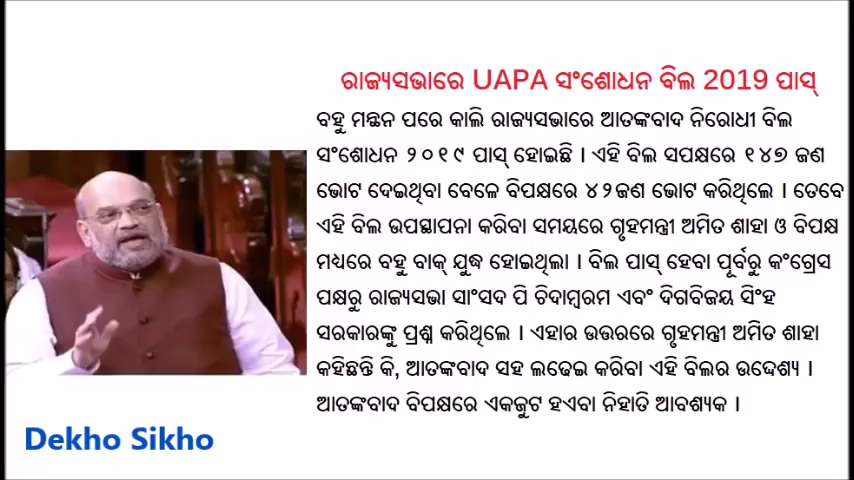 ରାଜ୍ୟସଭାରେ UAPA ସଂଶୋଧନ ବିଲ 2019 ପାସ୍
ବହୁ ମନ୍ଥନ ପରେ କାଲି ରାଜ୍ୟସଭାରେ ଆତଙ୍କବାଦ ନିରୋଧୀ ବିଲ
ସଂଶୋଧନ ୨୦୧୯ ପାସ୍ ହୋଇଛି । ଏହି ବିଲ ସପକ୍ଷରେ ୧୪୭ ଜଣ
ଭୋଟ ଦେଇଥିବା ବେଳେ ବିପକ୍ଷରେ ୪୨ଜଣ ଭୋଟ କରିଥିଲେ । ତେବେ
ଏହି ବିଲ ଉପସ୍ଥାପନା କରିବା ସମୟରେ ଗୃହମନ୍ତ୍ରୀ ଅମିତ ଶାହା ଓ ବିପକ୍ଷ
ମଧ୍ୟରେ ବହୁ ବାକ୍ ଯୁଦ୍ଧ ହୋଇଥିଲା । ବିଲ ପାସ୍ ହେବା ପୂର୍ବରୁ କଂଗ୍ରେସ
ପକ୍ଷରୁ ରାଜ୍ୟସଭା ସାଂସଦ ପି ଚିଦାମ୍ବରମ ଏବଂ ଦିଗବିଜୟ ସିଂହ
ସରକାରଙ୍କୁ ପ୍ରଶ୍ନ କରିଥିଲେ । ଏହାର ଉତ୍ତରରେ ଗୃହମନ୍ତ୍ରୀ ଅମିତ ଶାହା
କହିଛନ୍ତି କି, ଆତଙ୍କବାଦ ସହ ଲଢେଇ କରିବା ଏହି ବିଲର ଉଦ୍ଦେଶ୍ୟ ।
ଆତଙ୍କବାଦ ବିପକ୍ଷରେ ଏକଜୁଟ ହଏବା ନିହାତି ଆବଶ୍ୟକ ।
Dekho Sikho